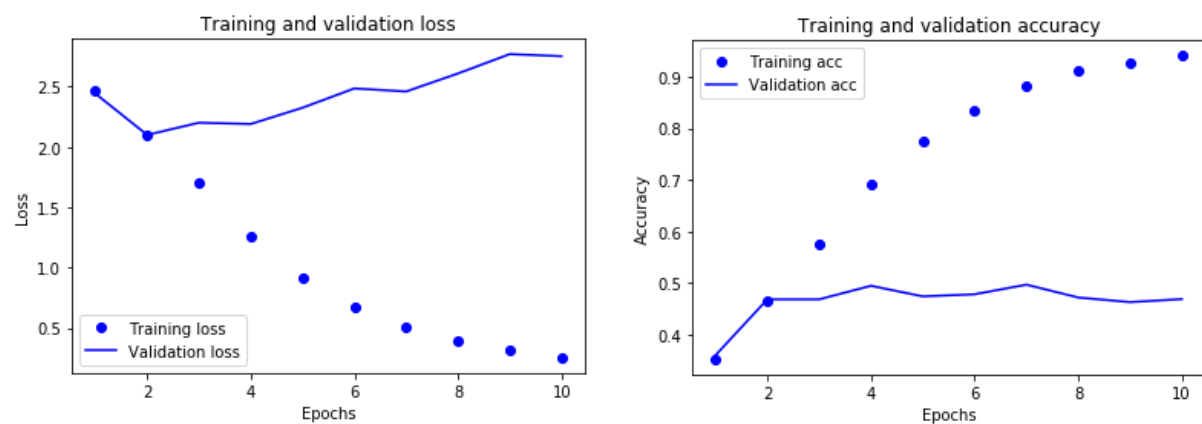 Training and validation loss
2.5
2.0
1.5
1.0
0.5
Loss
Training loss
Validation loss
2 4 6 8 10
Epochs
Training and validation accuracy
Training acc
Validation acc
0.9
0.8
0.7
0.6
0.5
0.4
Accuracy
2 4 6 8 10
Epochs